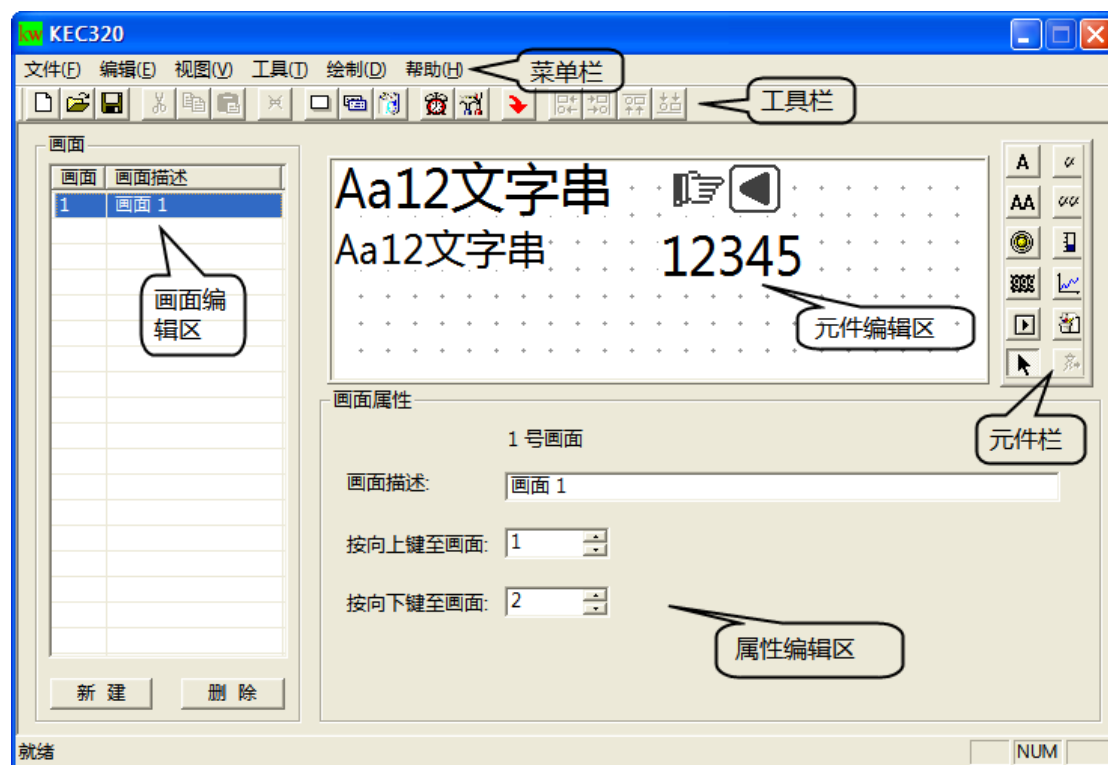 kw KEC320
文件(F) 编辑(E) 视图(V) 工具(T) 绘制(D) 帮助(H)
菜单栏
工具栏
画面
画面 画面描述
1 画面 1
画面编
辑区
Aa12文字串
Aa12文字串
12345
元件编辑区
A α
AA αα
元件栏
画面属性
1 号画面
画面描述: 画面 1
按向上键至画面: 1
按向下键至画面: 2
属性编辑区
新 建 删 除
就绪
NUM